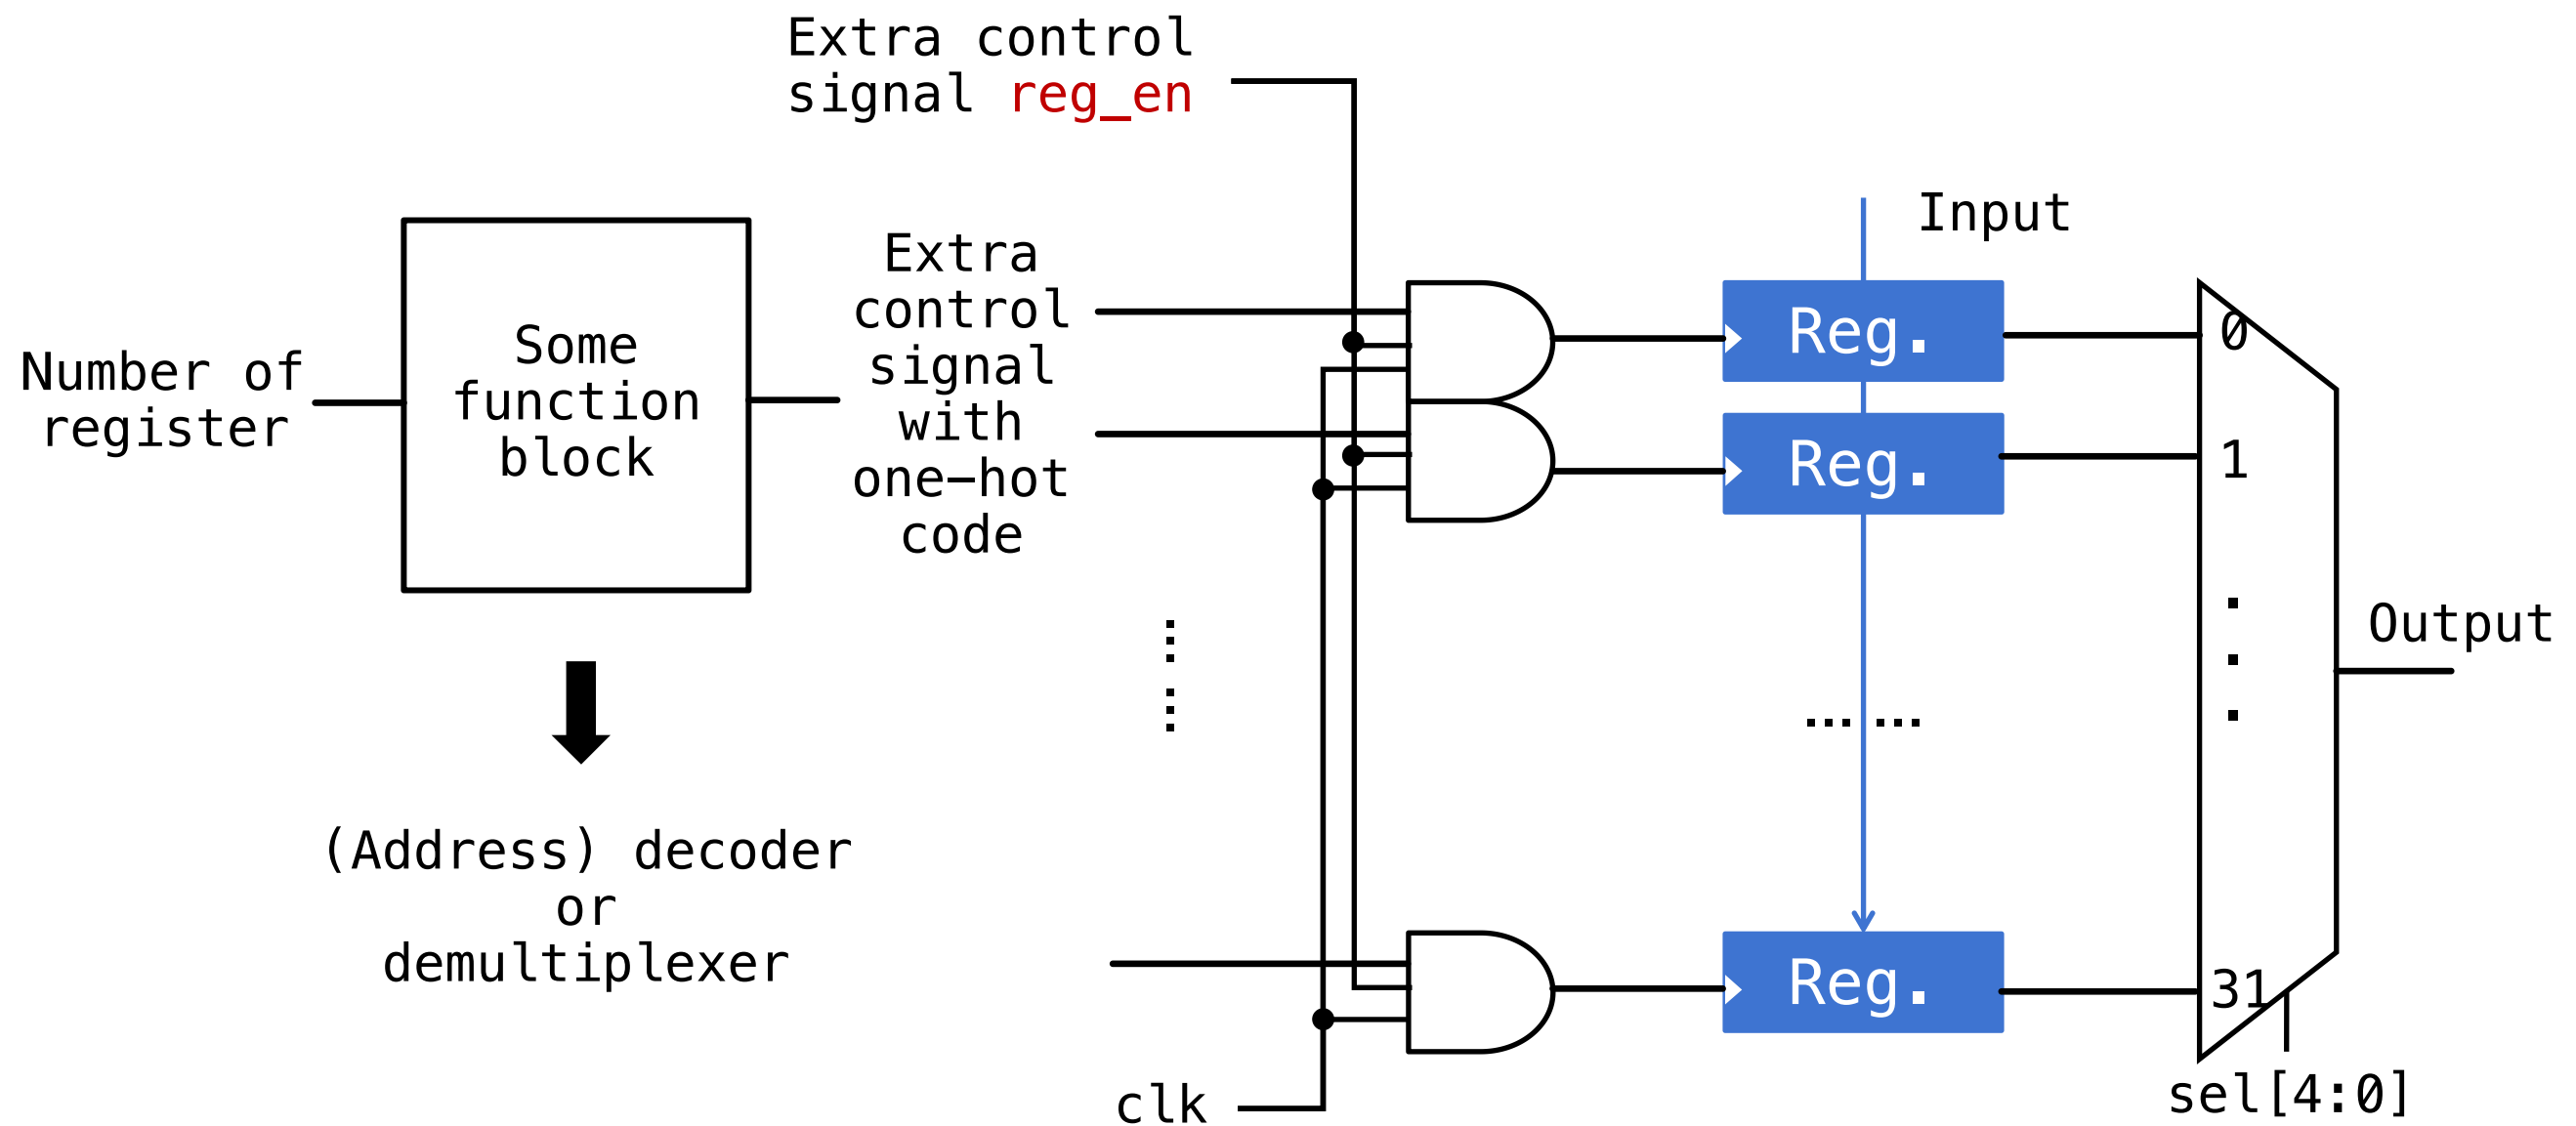 Extra control
signal reg_en
Number of
register
Some
function
block
(Address) decoder
or
demultiplexer
Extra
control
signal
with
one-hot
code
⋮
⋮
clk
Input
Reg.
Reg.
... ...
Reg.
0
1
.
.
.
31
Output
sel[4:0]